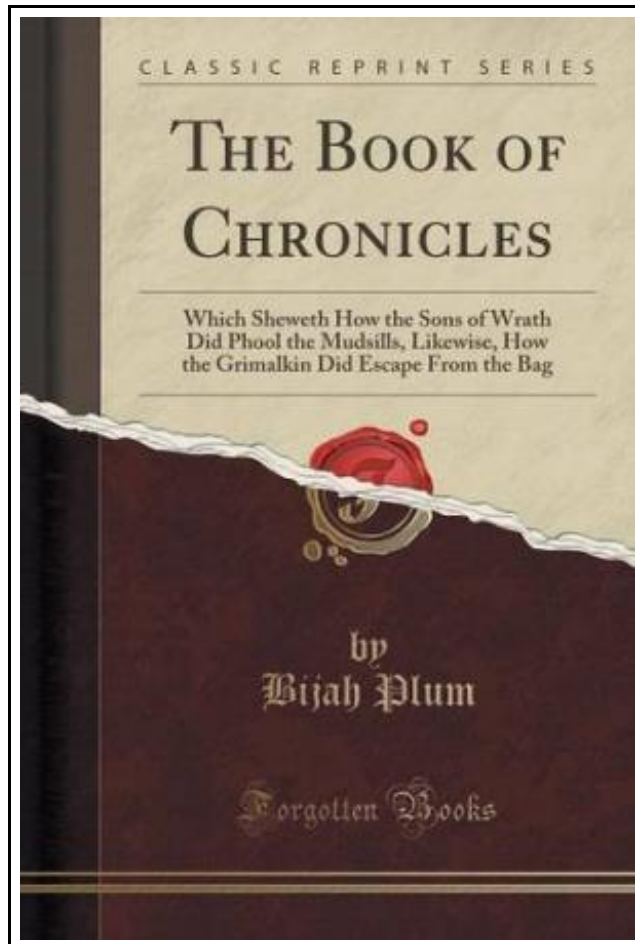 CLASSIC REPRINT SERIES
THE BOOK OF
CHRONICLES
Which Sheweth How the Sons of Wrath
Did Phool the Mudsills, Likewise, How
the Grimalkin Did Escape From the Bag
by
Bijah Plum
Forgotten Books